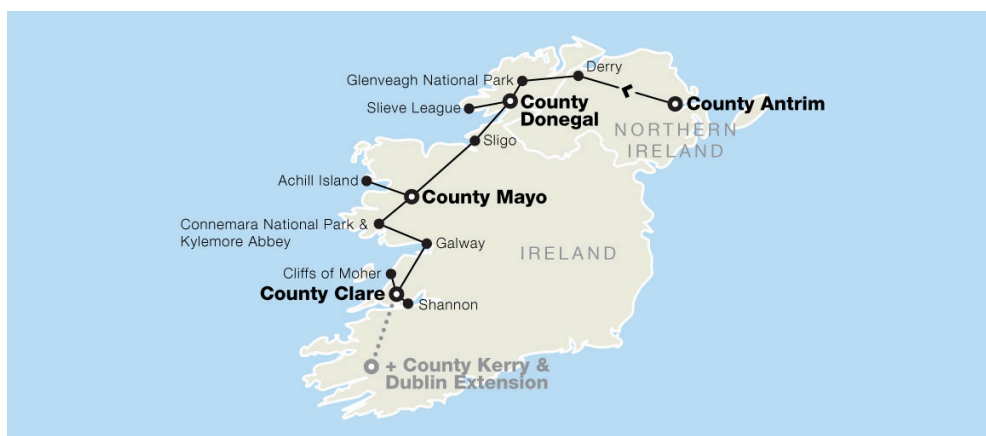 Derry
Glenveagh National Park
Slieve League
County
Donegal
County Antrim
NORTHERN
IRELAND
Sligo
Achill Island
County Mayo
Connemara National Park &
Kylemore Abbey
Galway
IRELAND
Cliffs of Moher
County Clare
Shannon
+ County Kerry &
Dublin Extension